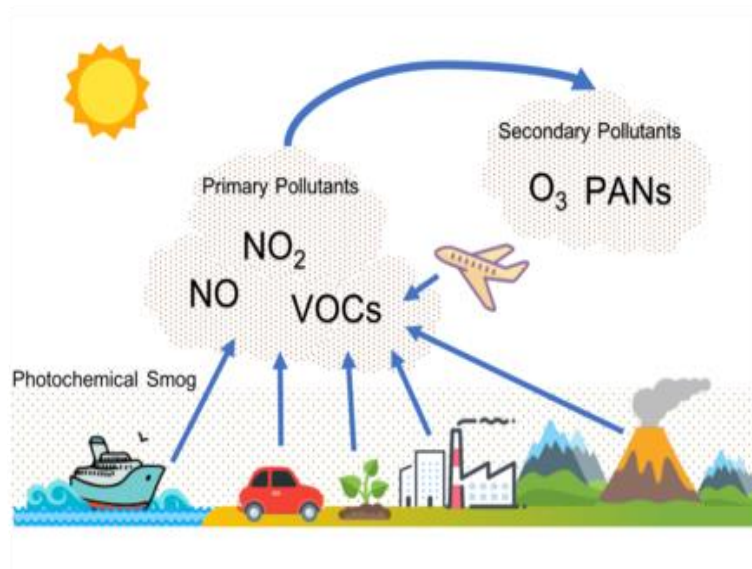 Secondary Pollutants
O₃ PANs
Primary Pollutants
NO₂
NO VOCs
Photochemical Smog